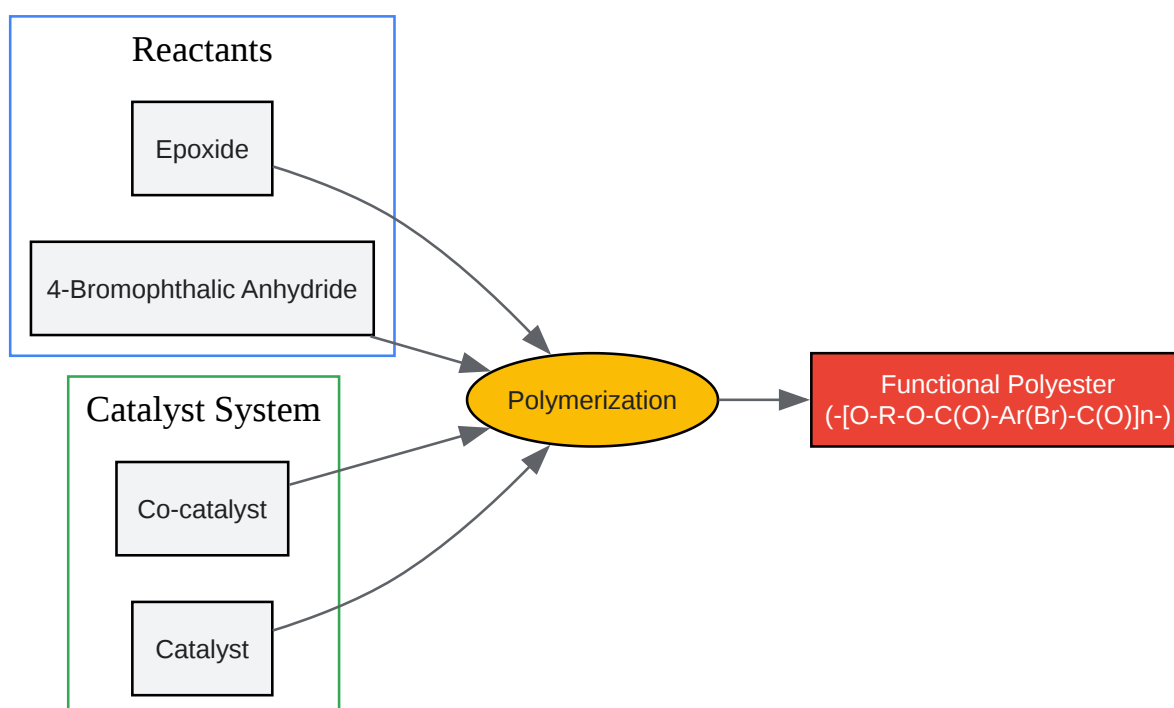 Reactants
Epoxide
4-Bromophthalic Anhydride
Catalyst System
Co-catalyst
Catalyst
Polymerization
Functional Polyester
(-[O-R-O-C(O)-Ar(Br)-C(O)]n-)